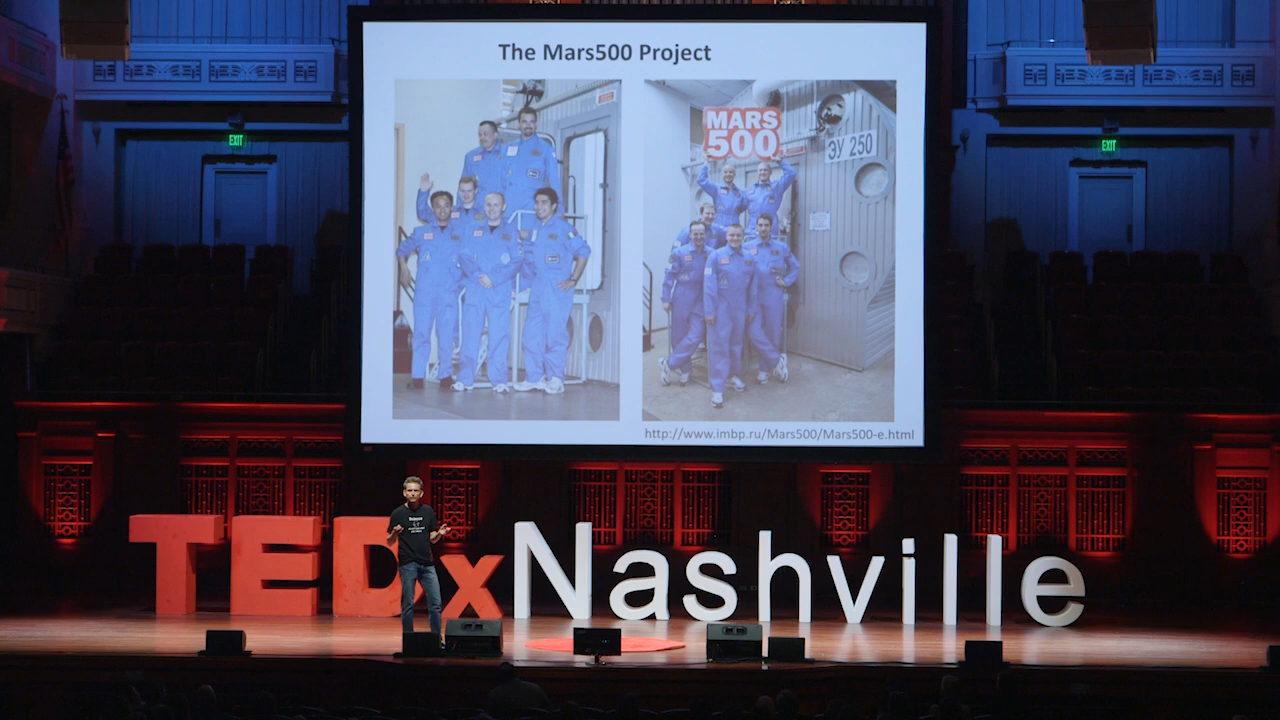 The Mars500 Project
MARS
500
ЭУ 250
http://www.imbp.ru/Mars500/Mars500-e.html
EXIT
EXIT
TEDxNashville